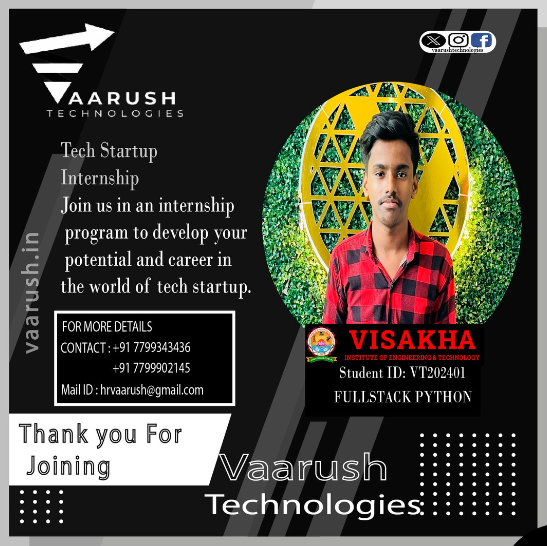 VAARUSH
TECHNOLOGIES
vaarushtechnologies
Tech Startup
Internship
Join us in an internship
program to develop your
potential and career in
the world of tech startup.
vaarush.in
FOR MORE DETAILS
CONTACT : +91 7799343436
+91 7799902145
Mail ID : hrvaarush@gmail.com
VISAKHA
INSTITUTE OF ENGINEERING & TECHNOLOGY
Student ID: VT202401
FULLSTACK PYTHON
Thank you For
Joining
Vaarush
Technologies